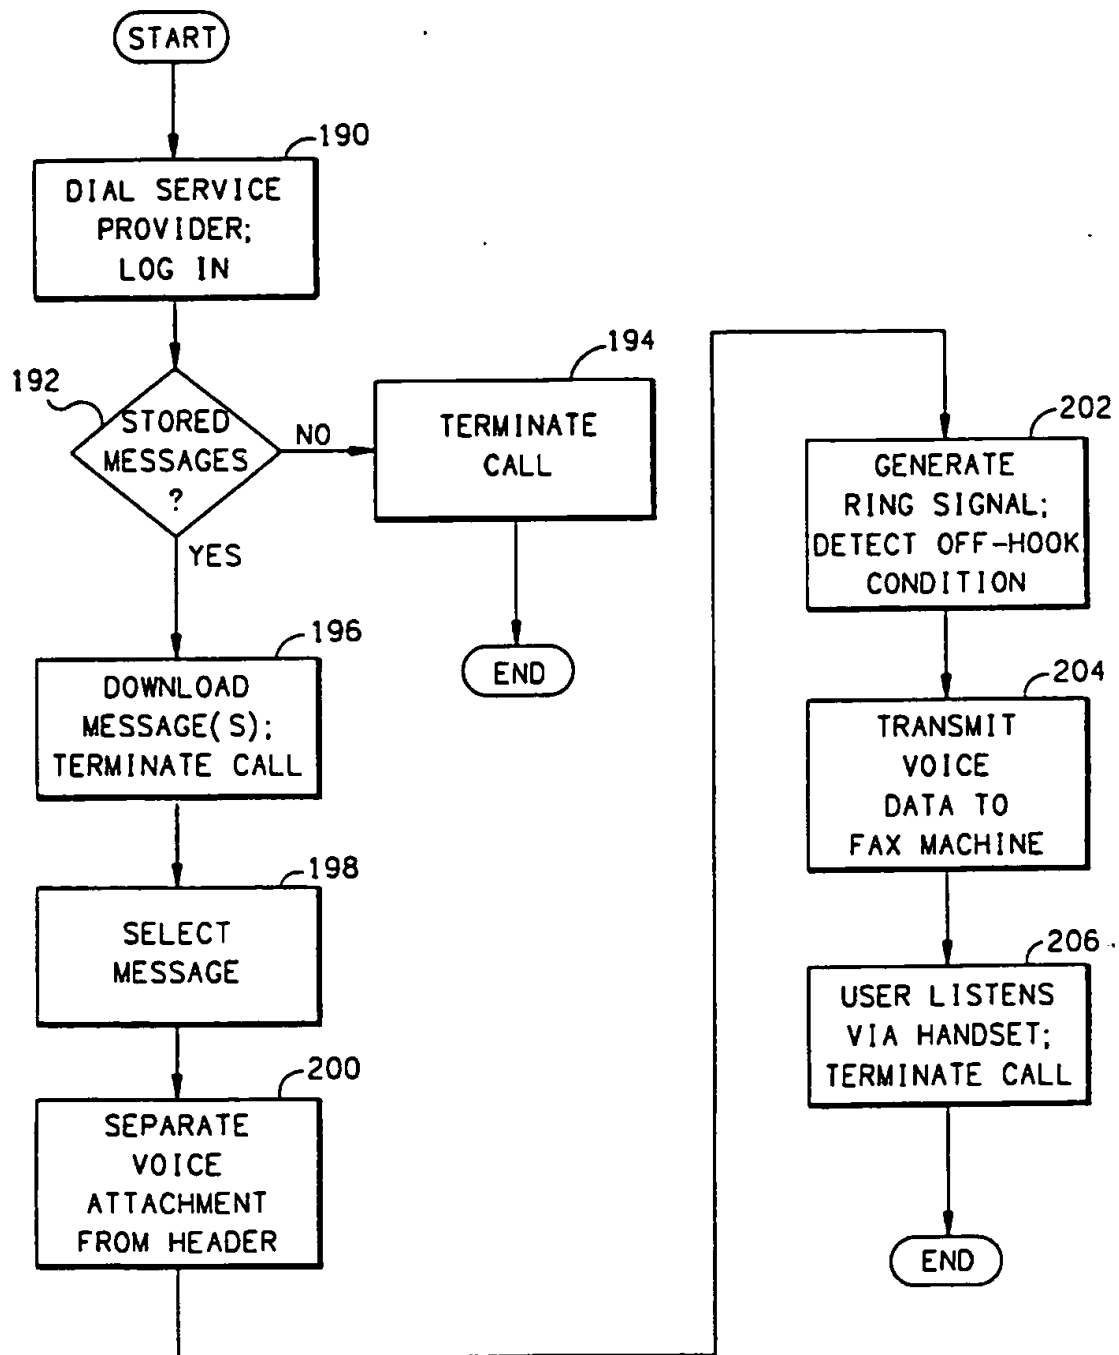 START
190
DIAL SERVICE
PROVIDER;
LOG IN
192
STORED
MESSAGES
?
NO
YES
194
TERMINATE
CALL
END
196
DOWNLOAD
MESSAGE(S);
TERMINATE CALL
198
SELECT
MESSAGE
200
SEPARATE
VOICE
ATTACHMENT
FROM HEADER
202
GENERATE
RING SIGNAL;
DETECT OFF-HOOK
CONDITION
204
TRANSMIT
VOICE
DATA TO
FAX MACHINE
206
USER LISTENS
VIA HANDSET;
TERMINATE CALL
END